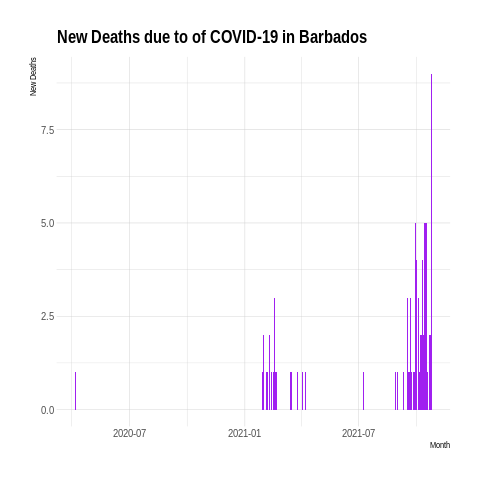 New Deaths due to of COVID-19 in Barbados
New Deaths
7.5
5.0
2.5
0.0
2020-07
2021-01
2021-07
Month